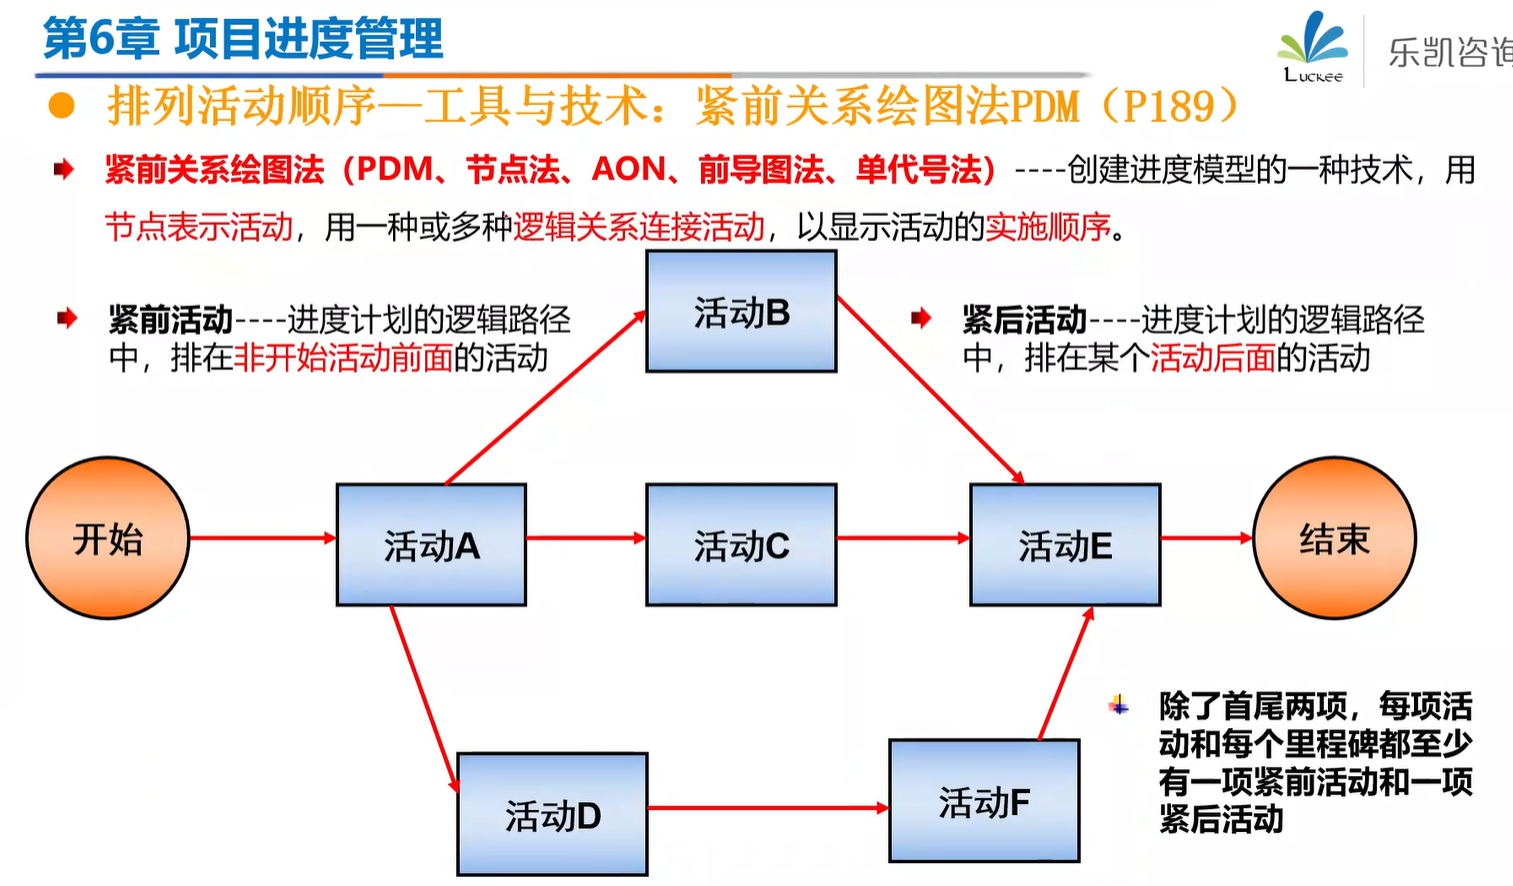 第6章 项目进度管理
Luckee
乐凯咨询
排列活动顺序—工具与技术：紧前关系绘图法PDM（P189）
紧前关系绘图法（PDM、节点法、AON、前导图法、单代号法）----创建进度模型的一种技术，用
节点表示活动，用一种或多种逻辑关系连接活动，以显示活动的实施顺序。
紧前活动----进度计划的逻辑路径
中，排在非开始活动前面的活动
活动B
紧后活动----进度计划的逻辑路径
中，排在某个活动后面的活动
开始
活动A
活动C
活动E
结束
活动D
活动F
除了首尾两项，每项活
动和每个里程碑都至少
有一项紧前活动和一项
紧后活动